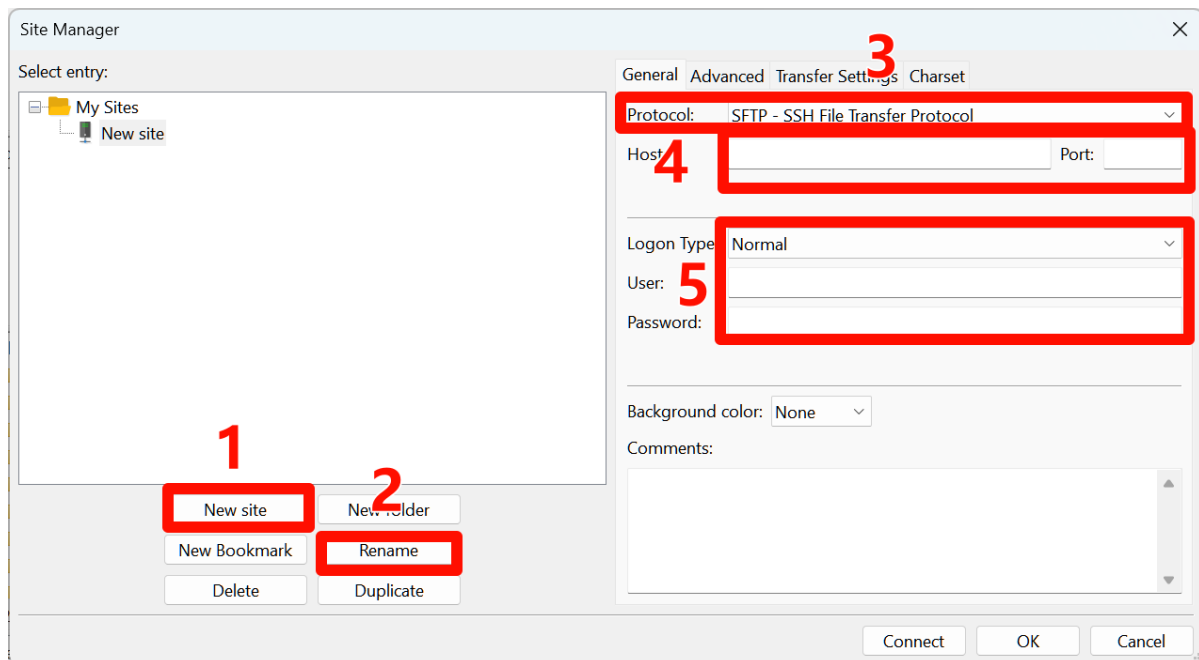 Site Manager
Select entry:
My Sites
New site
1
New site
2
New folder
New Bookmark
Rename
Delete
Duplicate
3
General Advanced Transfer Settings Charset
Protocol: SFTP - SSH File Transfer Protocol
4
Host Port:
Logon Type Normal
5
User:
Password:
Background color: None
Comments:
Connect OK Cancel